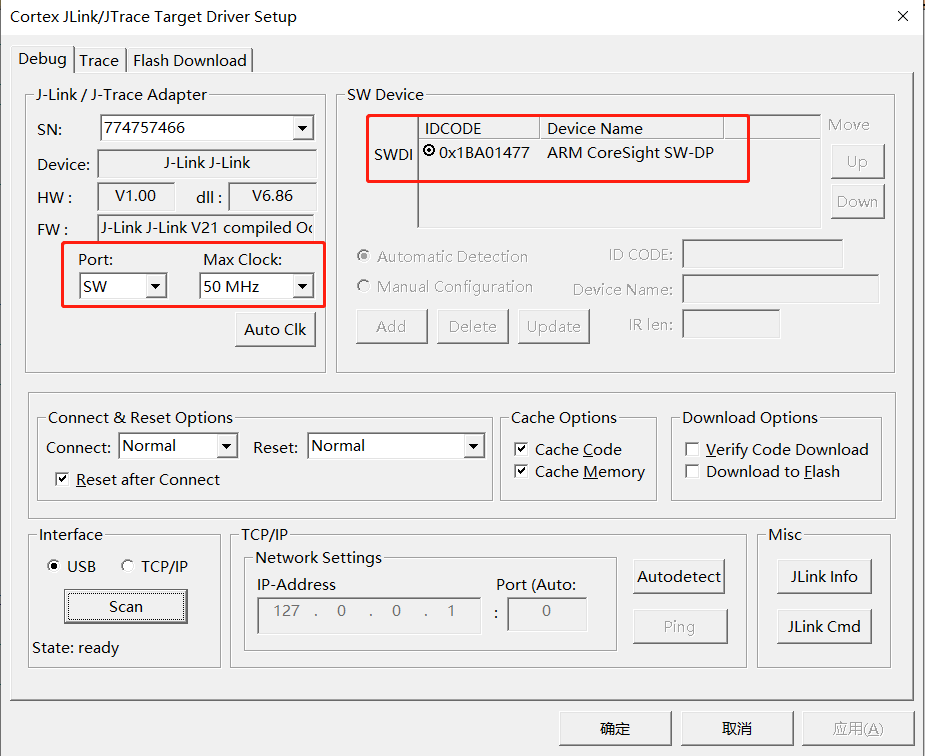 Cortex JLink/JTrace Target Driver Setup
Debug Trace Flash Download
J-Link / J-Trace Adapter
SN: 774757466
Device: J-Link J-Link
HW : V1.00 dll : V6.86
FW : J-Link J-Link V21 compiled Oc
Port: Max Clock:
SW 50 MHz
Auto Clk
SW Device
IDCODE Device Name Move
SWDI 0x1BA01477 ARM CoreSight SW-DP
Up
Down
Automatic Detection ID CODE:
Manual Configuration Device Name:
Add Delete Update IR len:
Connect & Reset Options
Connect: Normal Reset: Normal
Reset after Connect
Cache Options
Cache Code
Cache Memory
Download Options
Verify Code Download
Download to Flash
Interface
USB TCP/IP
Scan
State: ready
TCP/IP
Network Settings
IP-Address Port (Auto:
127 . 0 . 0 . 1 : 0
Autodetect
Ping
Misc
JLink Info
JLink Cmd
确定 取消 应用(A)